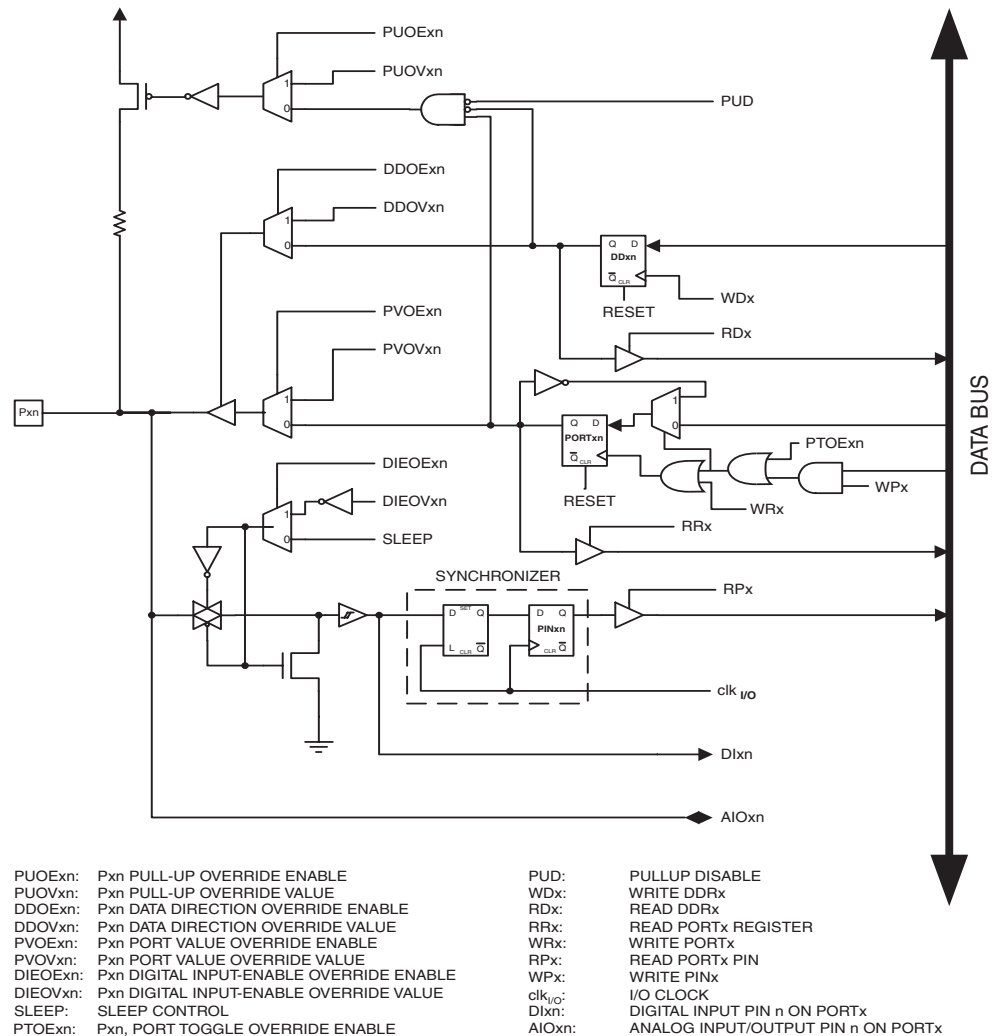 PUOExn
PUOVxn
1
0
PUD
DDOExn
DDOVxn
1
0
Q D
DDxn
Q CLR
WDx
RESET
PVOExn
RDx
PVOVxn
1
0
Pxn
1
0
Q D
PORTxn
Q CLR
PTOExn
DATA BUS
DIEOExn
WPx
RESET
WRx
DIEOVxn
1
0
SLEEP
RRx
SYNCHRONIZER
RPx
D SET Q
L CLR Q
D Q
PINxn
CLR Q
clk I/O
DIxn
AIOxn
PUOExn: Pxn PULL-UP OVERRIDE ENABLE
PUOVxn: Pxn PULL-UP OVERRIDE VALUE
DDOExn: Pxn DATA DIRECTION OVERRIDE ENABLE
DDOVxn: Pxn DATA DIRECTION OVERRIDE VALUE
PVOExn: Pxn PORT VALUE OVERRIDE ENABLE
PVOVxn: Pxn PORT VALUE OVERRIDE VALUE
DIEOExn: Pxn DIGITAL INPUT-ENABLE OVERRIDE ENABLE
DIEOVxn: Pxn DIGITAL INPUT-ENABLE OVERRIDE VALUE
SLEEP: SLEEP CONTROL
PTOExn: Pxn, PORT TOGGLE OVERRIDE ENABLE
PUD: PULLUP DISABLE
WDx: WRITE DDRx
RDx: READ DDRx
RRx: READ PORTx REGISTER
WRx: WRITE PORTx
RPx: READ PORTx PIN
WPx: WRITE PINx
clk I/O: I/O CLOCK
DIxn: DIGITAL INPUT PIN n ON PORTx
AIOxn: ANALOG INPUT/OUTPUT PIN n ON PORTx